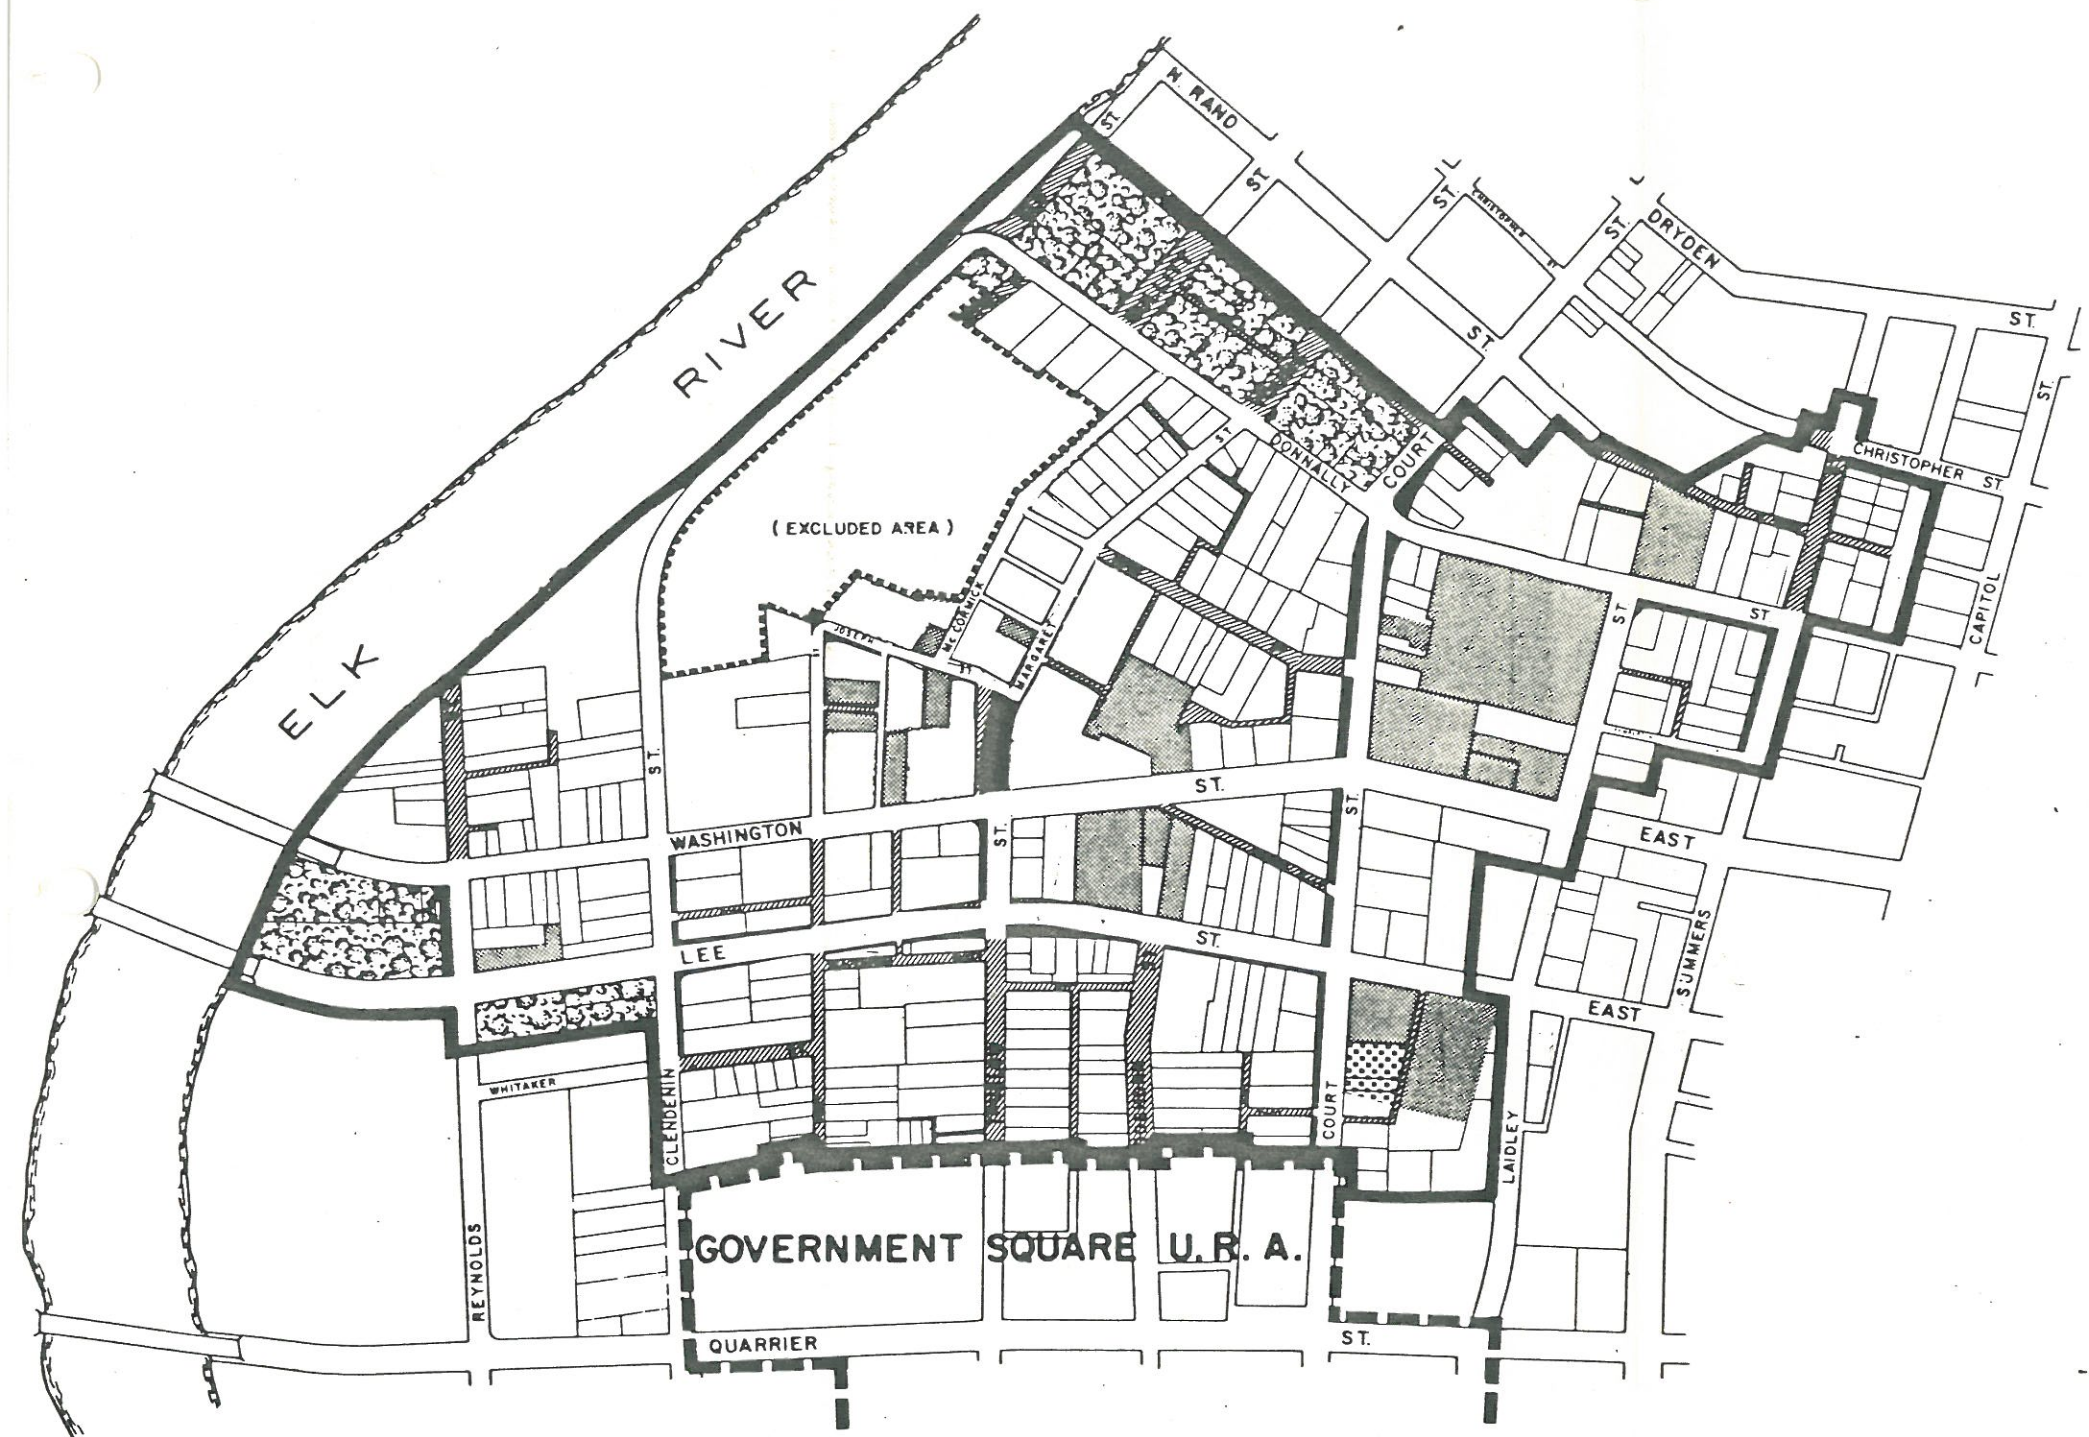 W. RAND
ST.
ST.
ST.
CHRISTOPHER
ST.
DRYDEN
ST.
ST.
ST.
RIVER
ELK
(EXCLUDED AREA)
DONNALLY
COURT
CHRISTOPHER ST.
CAPITOL
ST
ST
McCORMICK
JOSEPH
ST
MARGARET
ST.
ST.
WASHINGTON
ST.
ST.
EAST
LEE
ST.
SUMMERS
EAST
WHITAKER
CLENDENIN
COURT
LAIDLEY
REYNOLDS
GOVERNMENT SQUARE U.R.A.
QUARRIER
ST.